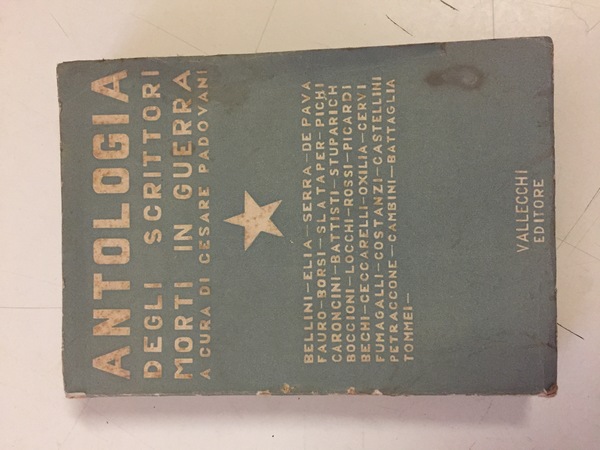 ANTOLOGIA
DEGLI SCRITTORI
MORTI IN GUERRA
A CURA DI CESARE PADOVANI
BELLINI—ELIA—SERRA—DE PAVA
FAURO—BORSI—SLATAPER—PICHI
CARONCINI—BATTISTI—STUPARICH
BOCCIONI—LOCCHI—ROSSI—PICARDI
BECHI—CECCARELLI—OXILIA—CERVI
FUMAGALLI—COSTANZI—CASTELLINI
PETRACCONE—CAMBINI—BATTAGLIA
TOMMEI—
VALLECCHI
EDITORE